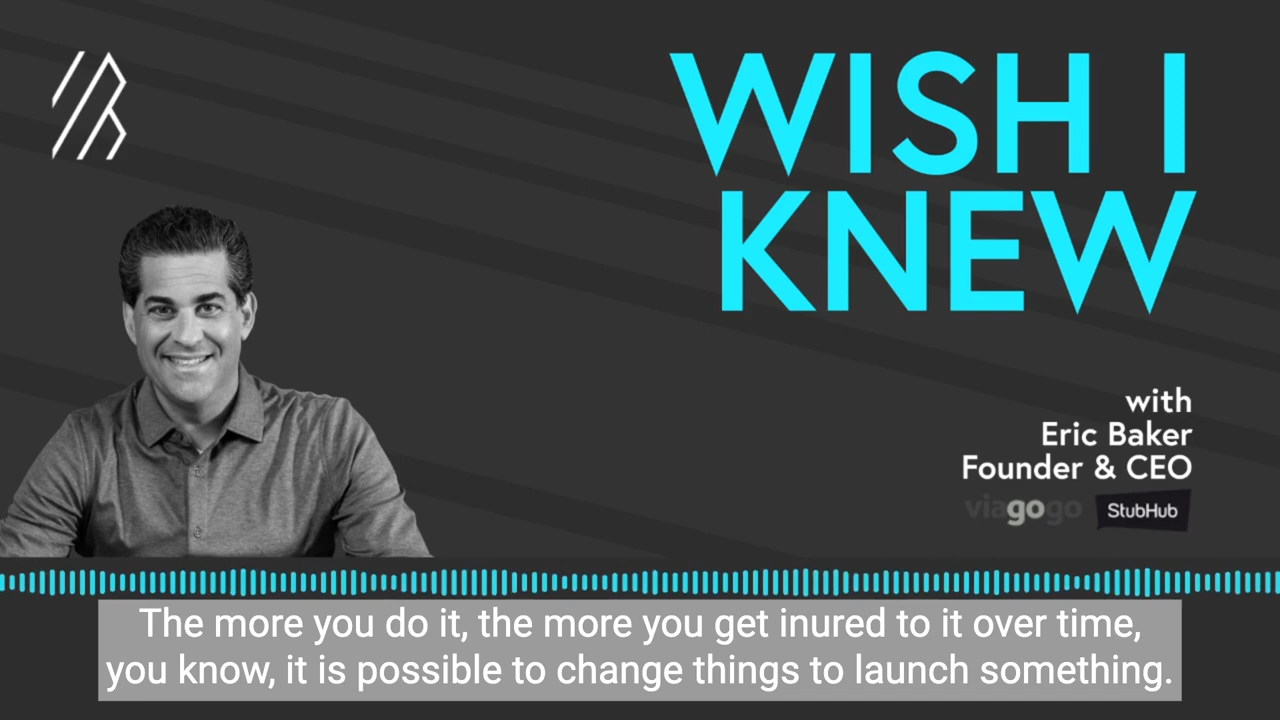 WISH I
KNEW
with
Eric Baker
Founder & CEO
viagogo StubHub
The more you do it, the more you get inured to it over time,
you know, it is possible to change things to launch something.